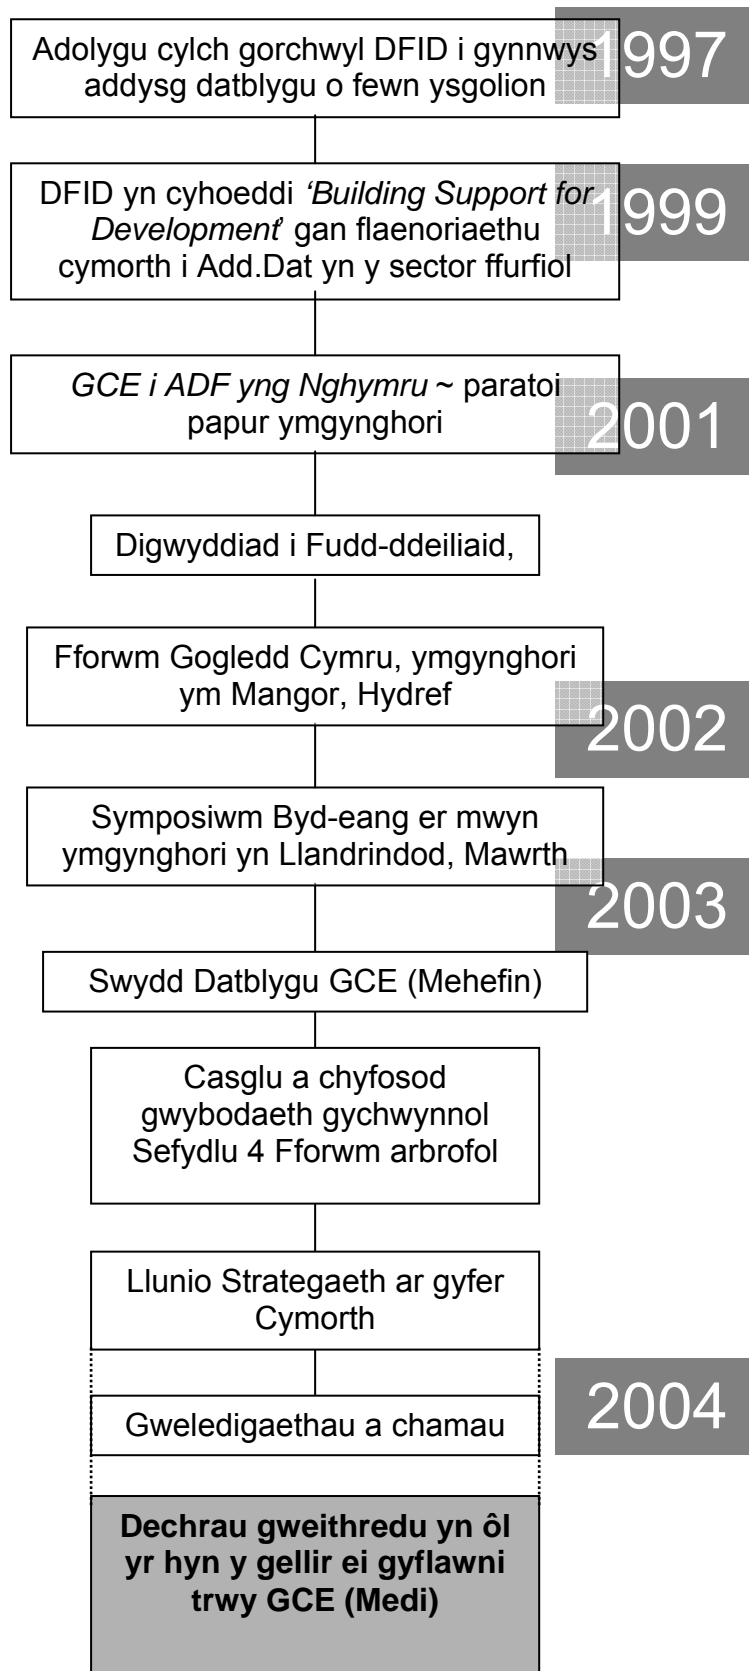 Adolygu cylch gorchwyl DFID i gynnwys
addysg datblygu o fewn ysgolion
1997
DFID yn cyhoeddi ‘Building Support for
Development’ gan flaenoriaethu
cymorth i Add.Dat yn y sector ffurfiol
1999
GCE i ADF yng Nghymru ~ paratoi
papur ymgynghori
2001
Digwyddiad i Fudd-ddeiliaid,
Fforwm Gogledd Cymru, ymgynghori
ym Mangor, Hydref
2002
Symposiwm Byd-eang er mwyn
ymgynghori yn Llandrindod, Mawrth
2003
Swydd Datblygu GCE (Mehefin)
Casglu a chyfosod
gwybodaeth gychwynnol
Sefydlu 4 Fforwm arbrofol
Llunio Strategaeth ar gyfer
Cymorth
Gweledigaethau a chamau
2004
Dechrau gweithredu yn ôl
yr hyn y gellir ei gyflawni
trwy GCE (Medi)